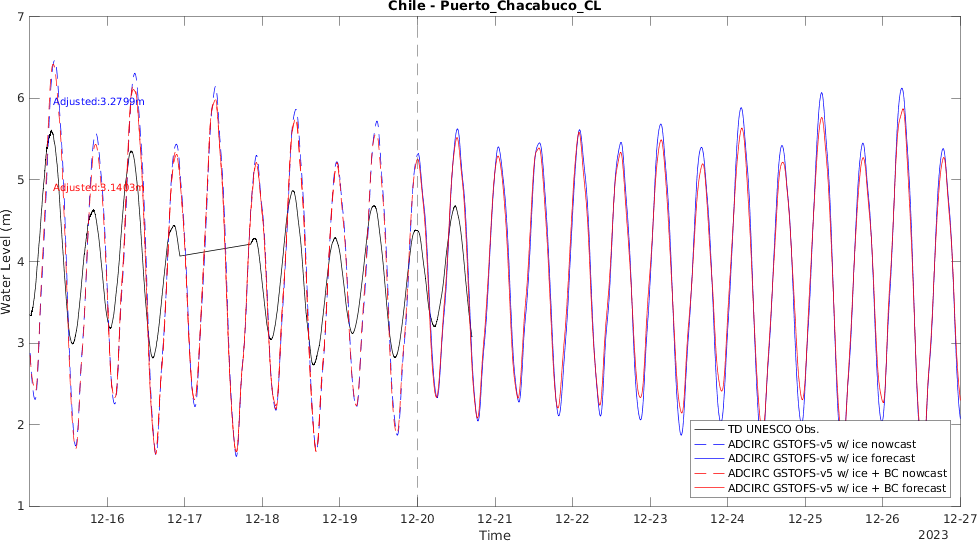 Chile - Puerto_Chacabuco_CL
7
6
5
4
3
2
1
Water Level (m)
Adjusted:3.2799m
Adjusted:3.1403m
TD UNESCO Obs.
ADCIRC GSTOFS-v5 w/ ice nowcast
ADCIRC GSTOFS-v5 w/ ice forecast
ADCIRC GSTOFS-v5 w/ ice + BC nowcast
ADCIRC GSTOFS-v5 w/ ice + BC forecast
12-16 12-17 12-18 12-19 12-20 12-21 12-22 12-23 12-24 12-25 12-26 12-27
Time
2023